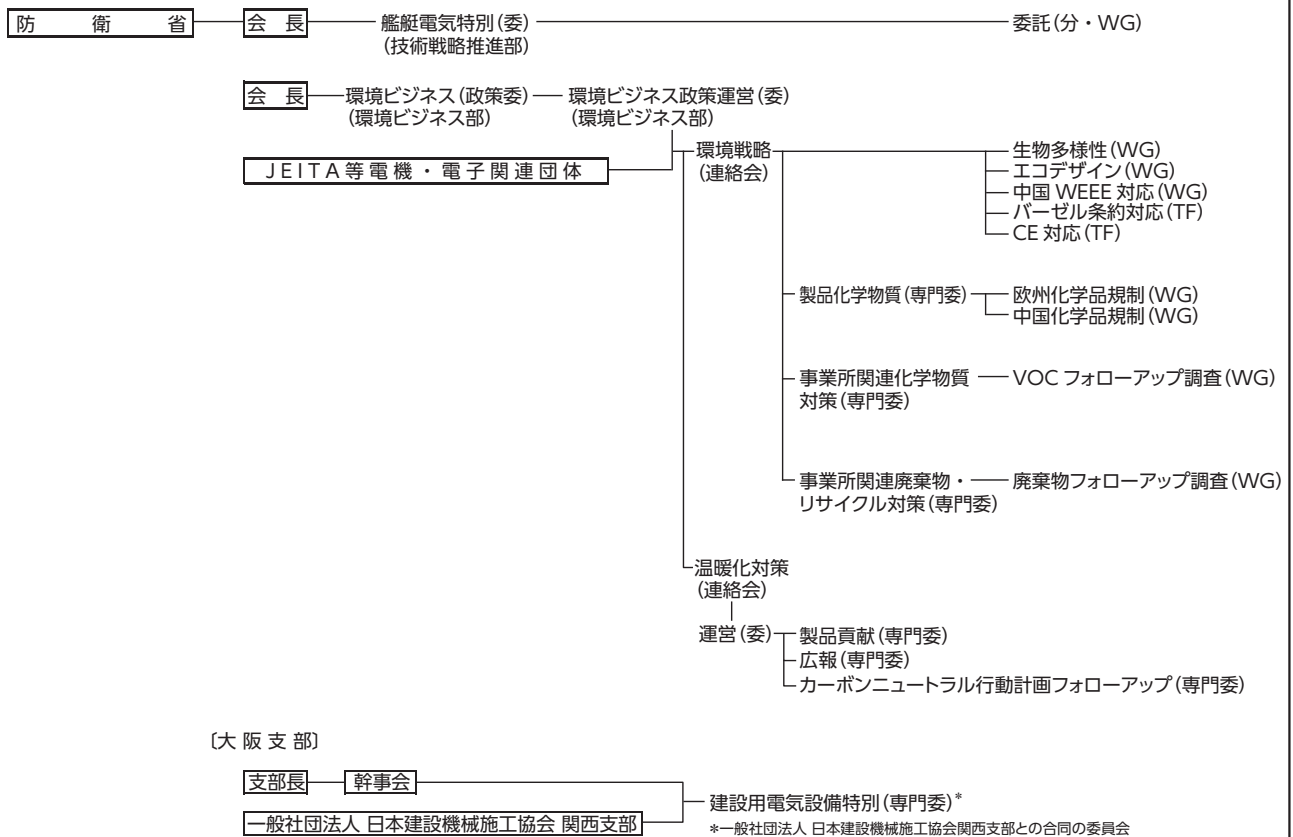 防衛省 会長 艦艇電気特別(委) 委託(分・WG)
(技術戦略推進部)
会長 環境ビジネス(政策委) 環境ビジネス政策運営(委)
(環境ビジネス部) (環境ビジネス部)
JEITA等電機・電子関連団体
環境戦略
(連絡会)
生物多様性(WG)
エコデザイン(WG)
中国 WEEE 対応(WG)
バーゼル条約対応(TF)
CE 対応(TF)
製品化学物質(専門委)
欧州化学品規制(WG)
中国化学品規制(WG)
事業所関連化学物質
対策(専門委)
VOC フォローアップ調査(WG)
事業所関連廃棄物・
リサイクル対策(専門委)
廃棄物フォローアップ調査(WG)
温暖化対策
(連絡会)
運営(委)
製品貢献(専門委)
広報(専門委)
カーボンニュートラル行動計画フォローアップ(専門委)
〔大阪支部〕
支部長 幹事会
一般社団法人 日本建設機械施工協会 関西支部
建設用電気設備特別(専門委)*
*一般社団法人 日本建設機械施工協会関西支部との合同の委員会